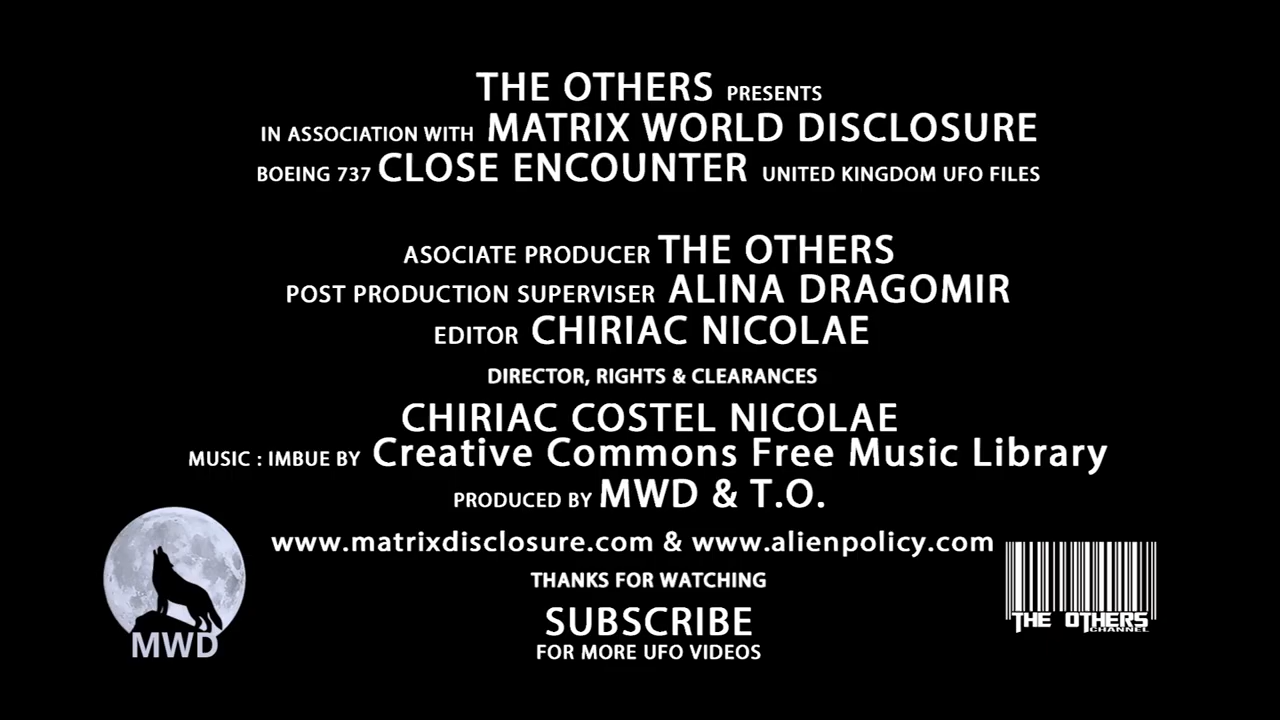 THE OTHERS PRESENTS
IN ASSOCIATION WITH MATRIX WORLD DISCLOSURE
BOEING 737 CLOSE ENCOUNTER UNITED KINGDOM UFO FILES
ASOCIATE PRODUCER THE OTHERS
POST PRODUCTION SUPERVISER ALINA DRAGOMIR
EDITOR CHIRIAC NICOLAE
DIRECTOR, RIGHTS & CLEARANCES
CHIRIAC COSTEL NICOLAE
MUSIC : IMBUE BY Creative Commons Free Music Library
PRODUCED BY MWD & T.O.
www.matrixdisclosure.com & www.alienpolicy.com
THANKS FOR WATCHING
SUBSCRIBE
FOR MORE UFO VIDEOS
MWD
THE OTHERS
CHANNEL